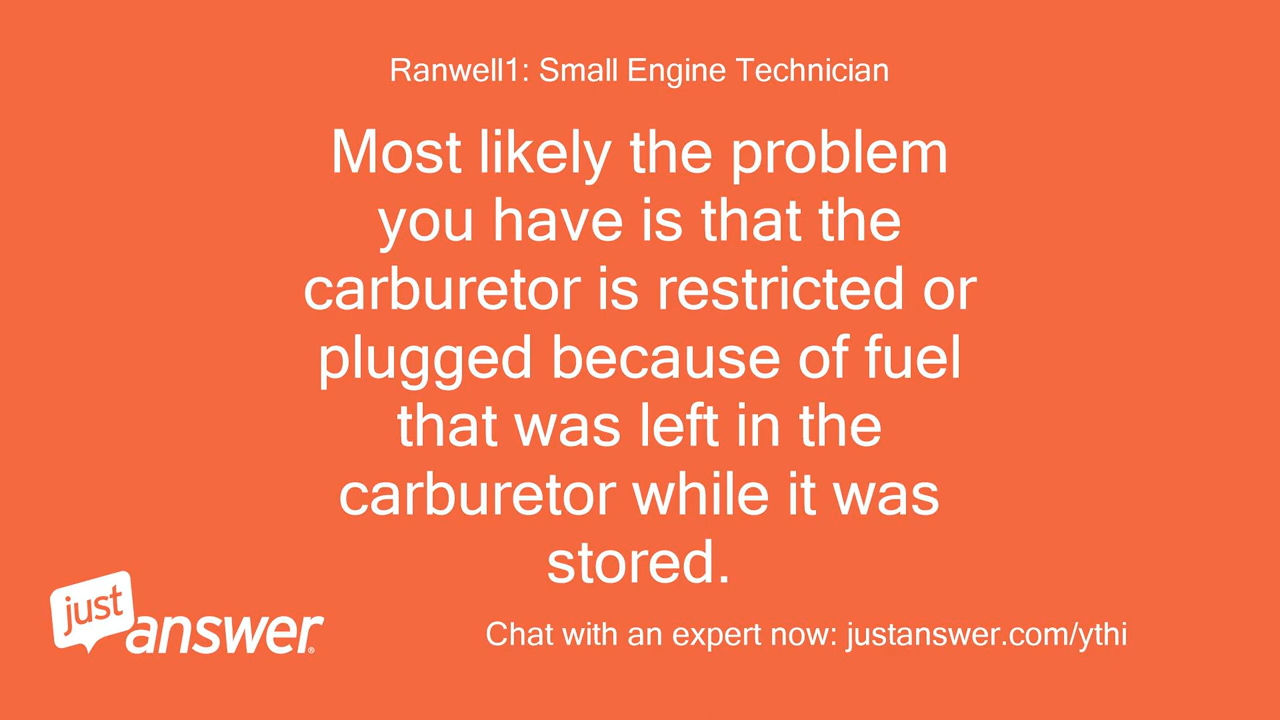 Ranwell1: Small Engine Technician
Most likely the problem
you have is that the
carburetor is restricted or
plugged because of fuel
that was left in the
carburetor while it was
stored.
just
answer®
Chat with an expert now: justanswer.com/ythi